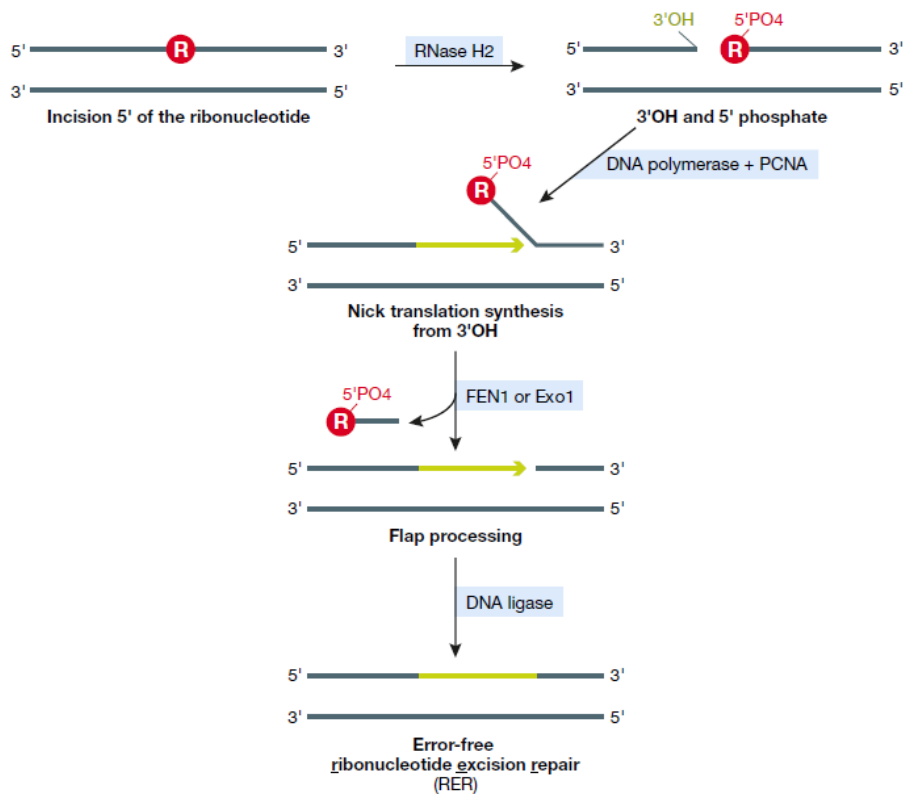 5' R 3'
3' 5'
Incision 5' of the ribonucleotide
RNase H2
3'OH 5'PO4
5' R 3'
3' 5'
3'OH and 5' phosphate
DNA polymerase + PCNA
5'PO4
R
5' 3'
3' 5'
Nick translation synthesis
from 3'OH
FEN1 or Exo1
5'PO4
R
5' 3'
3' 5'
Flap processing
DNA ligase
5' 3'
3' 5'
Error-free
ribonucleotide excision repair
(RER)